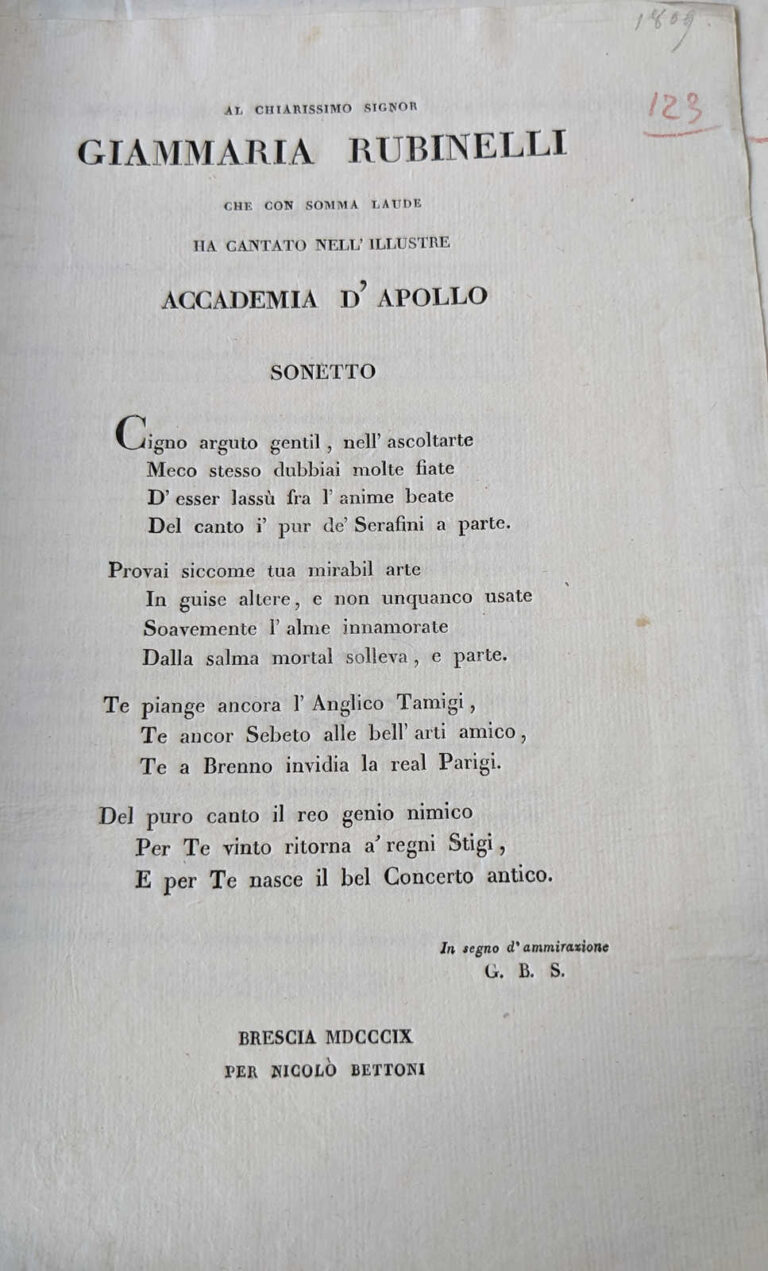 1809.
123
AL CHIARISSIMO SIGNOR
GIAMMARIA RUBINELLI
CHE CON SOMMA LAUDE
HA CANTATO NELL' ILLUSTRE
ACCADEMIA D' APOLLO
SONETTO
Cigno arguto gentil, nell' ascoltarte
Meco stesso dubbiai molte fiate
D' esser lassù fra l' anime beate
Del canto i' pur de' Serafini a parte.
Provai siccome tua mirabil arte
In guise altere, e non unquanco usate
Soavemente l' alme innamorate
Dalla salma mortal solleva, e parte.
Te piange ancora l' Anglico Tamigi,
Te ancor Sebeto alle bell' arti amico,
Te a Brenno invidia la real Parigi.
Del puro canto il reo genio nimico
Per Te vinto ritorna a' regni Stigi,
E per Te nasce il bel Concerto antico.
In segno d' ammirazione
G. B. S.
BRESCIA MDCCCIX
PER NICOLÒ BETTONI